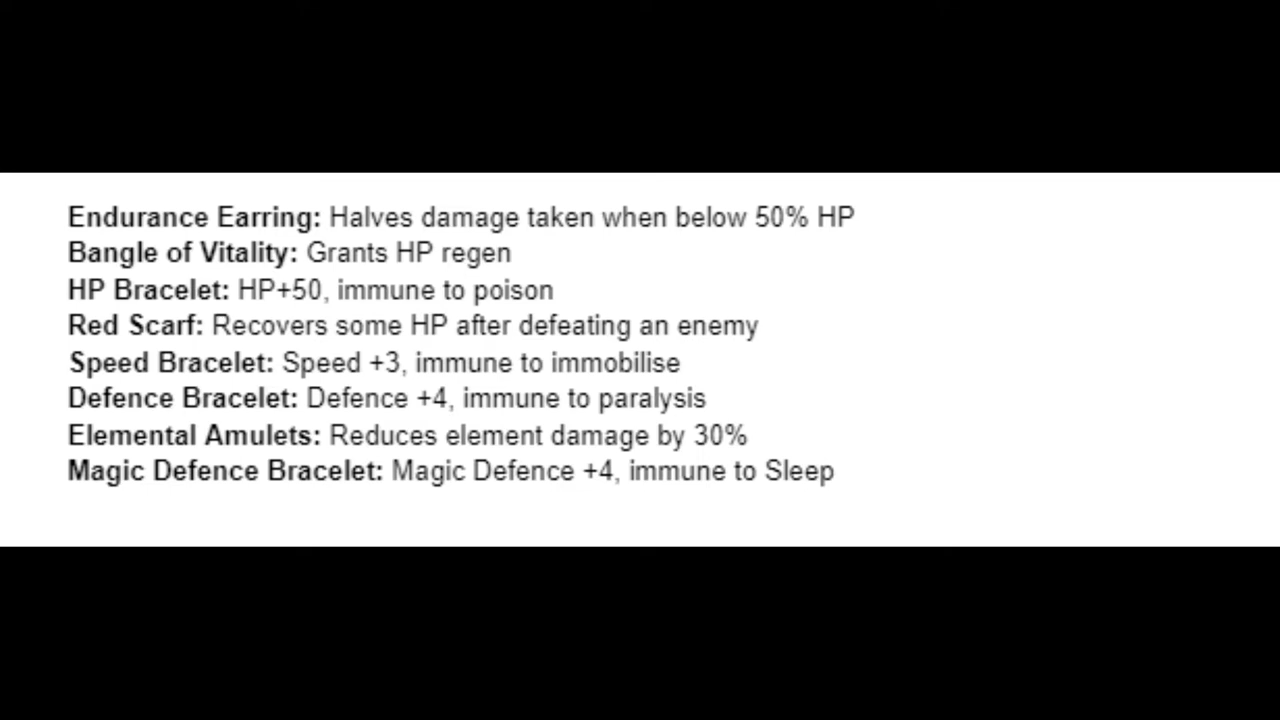 Endurance Earring: Halves damage taken when below 50% HP
Bangle of Vitality: Grants HP regen
HP Bracelet: HP+50, immune to poison
Red Scarf: Recovers some HP after defeating an enemy
Speed Bracelet: Speed +3, immune to immobilise
Defence Bracelet: Defence +4, immune to paralysis
Elemental Amulets: Reduces element damage by 30%
Magic Defence Bracelet: Magic Defence +4, immune to Sleep